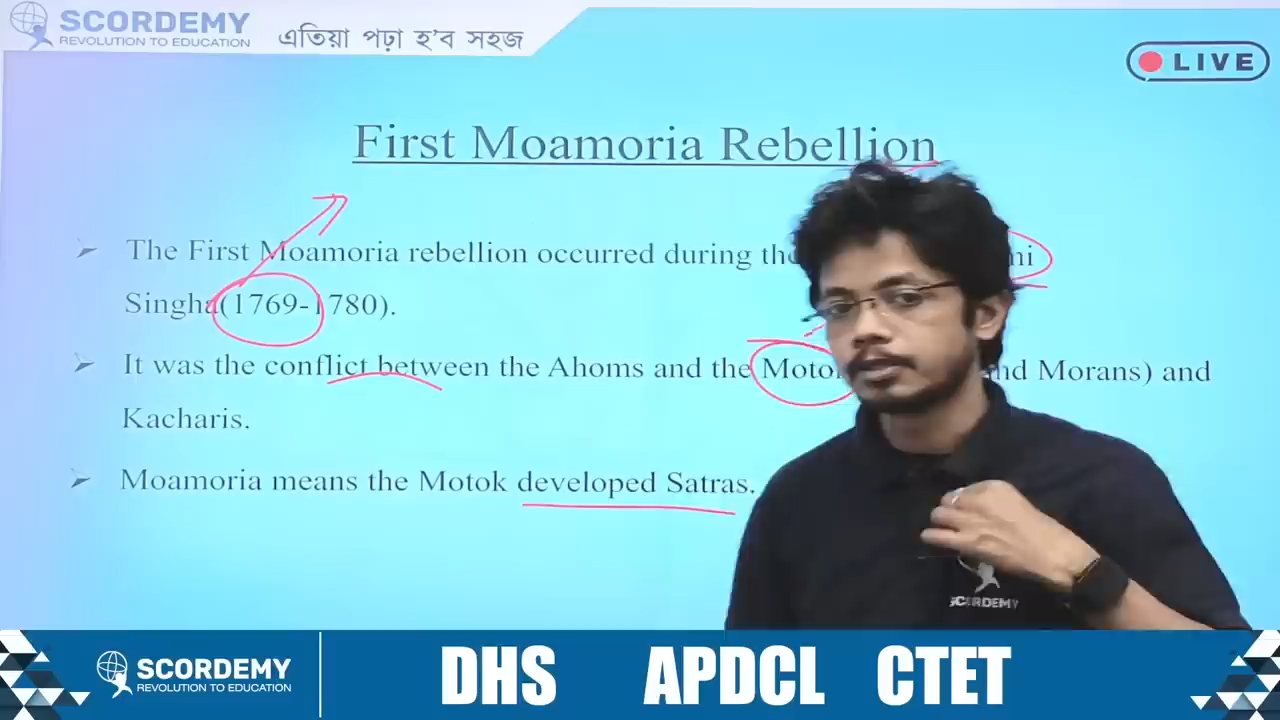 SCORDEMY
REVOLUTION TO EDUCATION
এতিয়া পঢ়া হ'ব সহজ
LIVE
First Moamoria Rebellion
The First Moamoria rebellion occurred during
Singha(1769-1780).
It was the conflict between the Ahoms and the Morans) and
Kacharis.
Moamoria means the Motok developed Satras.
SCORDEMY
SCORDEMY
REVOLUTION TO EDUCATION
DHS APDCL CTET